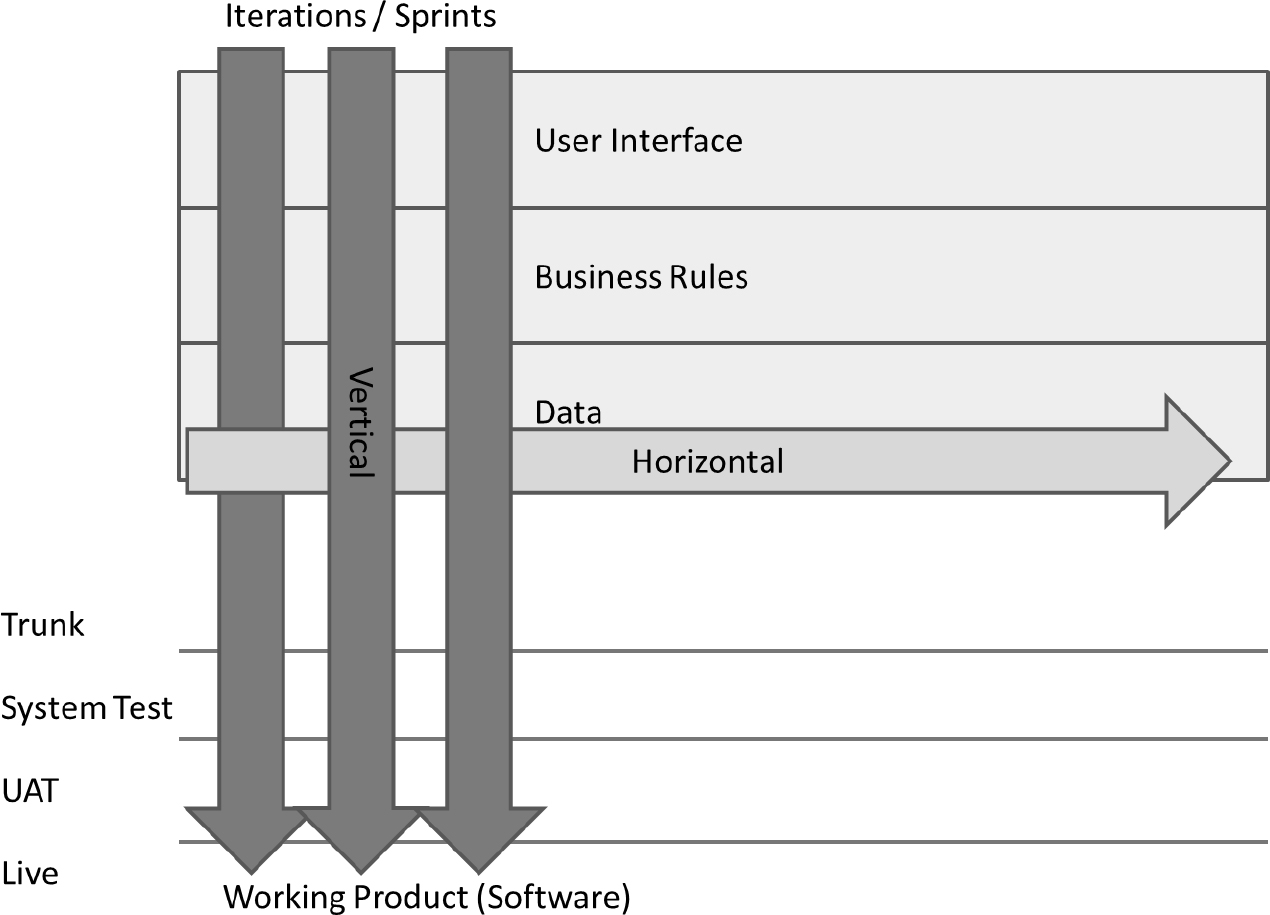 Iterations / Sprints
User Interface
Business Rules
Data
Vertical
Horizontal
Trunk
System Test
UAT
Live
Working Product (Software)